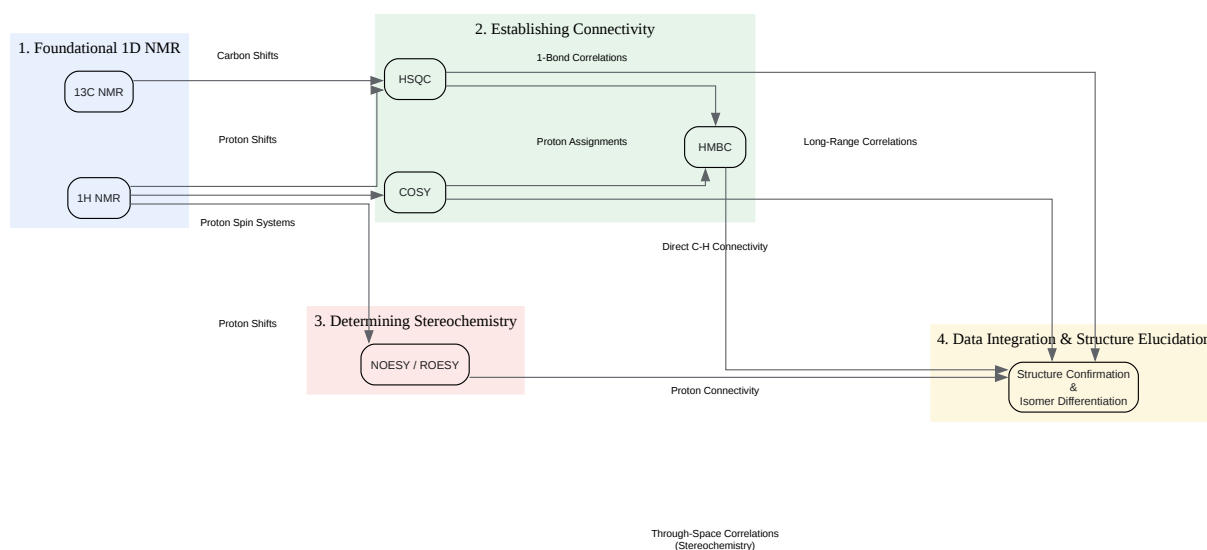 1. Foundational 1D NMR
13C NMR
1H NMR
Carbon Shifts
Proton Shifts
Proton Spin Systems
Proton Shifts
2. Establishing Connectivity
HSQC
COSY
1-Bond Correlations
Proton Assignments
HMBC
Long-Range Correlations
Direct C-H Connectivity
3. Determining Stereochemistry
NOESY / ROESY
Proton Connectivity
4. Data Integration & Structure Elucidation
Structure Confirmation
&
Isomer Differentiation
Through-Space Correlations
(Stereochemistry)